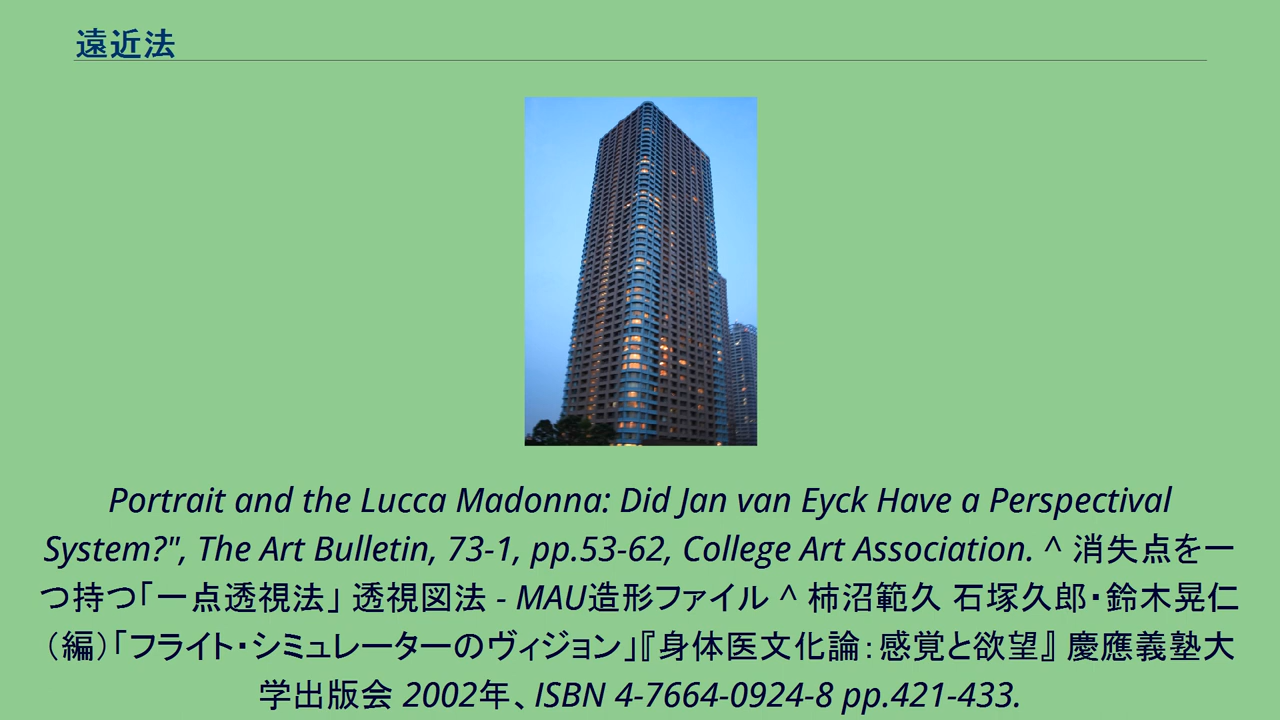 遠近法
Portrait and the Lucca Madonna: Did Jan van Eyck Have a Perspectival
System?", The Art Bulletin, 73-1, pp.53-62, College Art Association. ^ 消失点を一
つ持つ「一点透視法」 透視図法 - MAU造形ファイル ^ 柿沼範久 石塚久郎・鈴木晃仁
（編）「フライト・シミュレーターのヴィジョン」『身体医文化論：感覚と欲望』 慶應義塾大
学出版会 2002年、ISBN 4-7664-0924-8 pp.421-433.